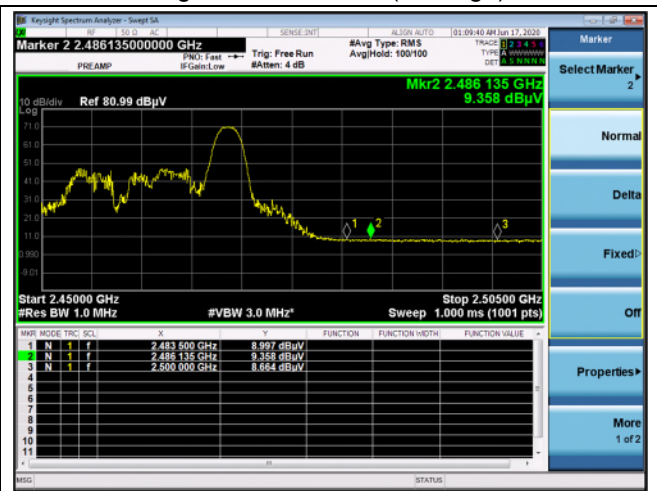 Keysight Spectrum Analyzer - Swept SA
RF 50 Ω AC SENSE:INT ALIGN AUTO 01:09:40 AM Jun 17, 2020
Marker 2 2.486135000000 GHz
#Avg Type: RMS
TRACE 1 2 3 4 5 6
PNO: Fast Trig: Free Run Avg|Hold: 100/100
TYPE
PREAMP IFGain:Low #Atten: 4 dB
DET A S N N N N
Marker
Select Marker
2
Normal
Delta
Fixed
Off
Properties
More
1 of 2
Mkr2 2.486 135 GHz
9.358 dBµV
10 dB/div Ref 80.99 dBµV
Log
71.0
61.0
51.0
41.0
31.0
21.0
11.0
0.990
-9.01
1
2
3
Start 2.45000 GHz Stop 2.50500 GHz
#Res BW 1.0 MHz #VBW 3.0 MHz* Sweep 1.000 ms (1001 pts)
MKR MODE TRC SCL X Y FUNCTION FUNCTION WIDTH FUNCTION VALUE
1 N 1 f 2.483 500 GHz 8.997 dBµV
2 N 1 f 2.486 135 GHz 9.358 dBµV
3 N 1 f 2.500 000 GHz 8.664 dBµV
4
5
6
7
8
9
10
11
MSG STATUS